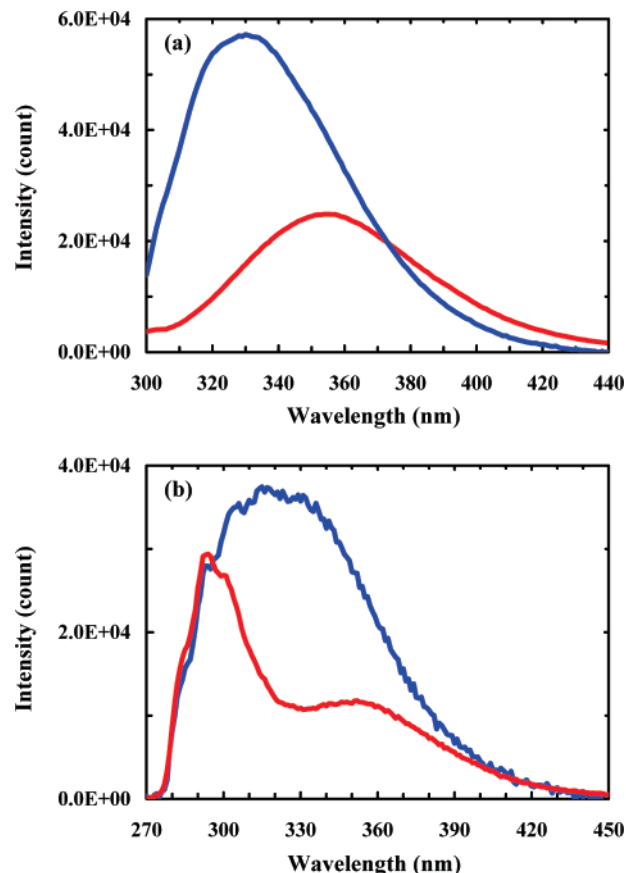 6.0E+04
(a)
4.0E+04
2.0E+04
0.0E+00
Intensity (count)
300 320 340 360 380 400 420 440
Wavelength (nm)
4.0E+04
(b)
2.0E+04
0.0E+00
Intensity (count)
270 300 330 360 390 420 450
Wavelength (nm)